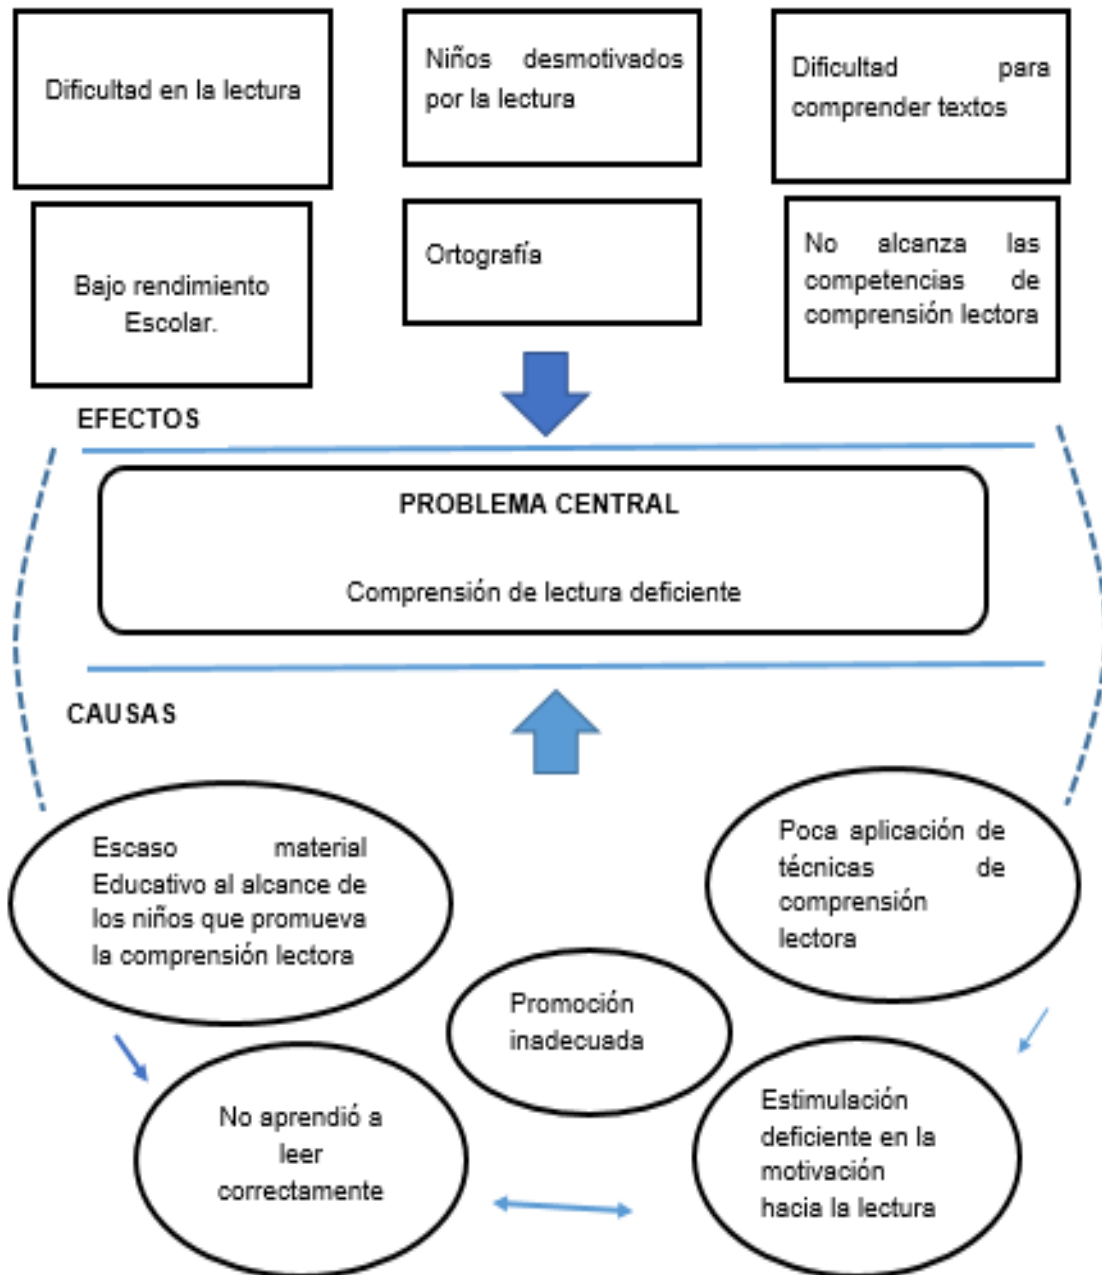 Dificultad en la lectura
Niños desmotivados
por la lectura
Dificultad para
comprender textos
Bajo rendimiento
Escolar.
Ortografía
No alcanza las
competencias de
comprensión lectora
EFECTOS
PROBLEMA CENTRAL
Comprensión de lectura deficiente
CAUSAS
Escaso material
Educativo al alcance de
los niños que promueva
la comprensión lectora
Poca aplicación de
técnicas de
comprensión
lectora
Promoción
inadecuada
No aprendió a
leer
correctamente
Estimulación
deficiente en la
motivación
hacia la lectura